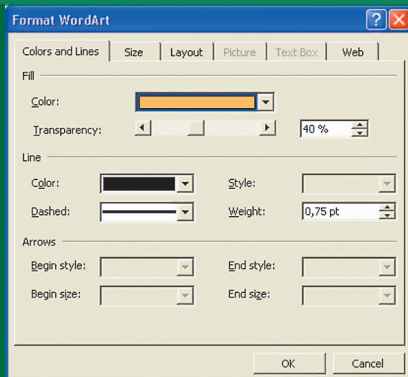 Format WordArt
Colors and Lines Size Layout Picture Text Box Web
Fill
Color:
Transparency: 40 %
Line
Color: Style:
Dashed: Weight: 0,75 pt
Arrows
Begin style: End style:
Begin size: End size:
OK Cancel